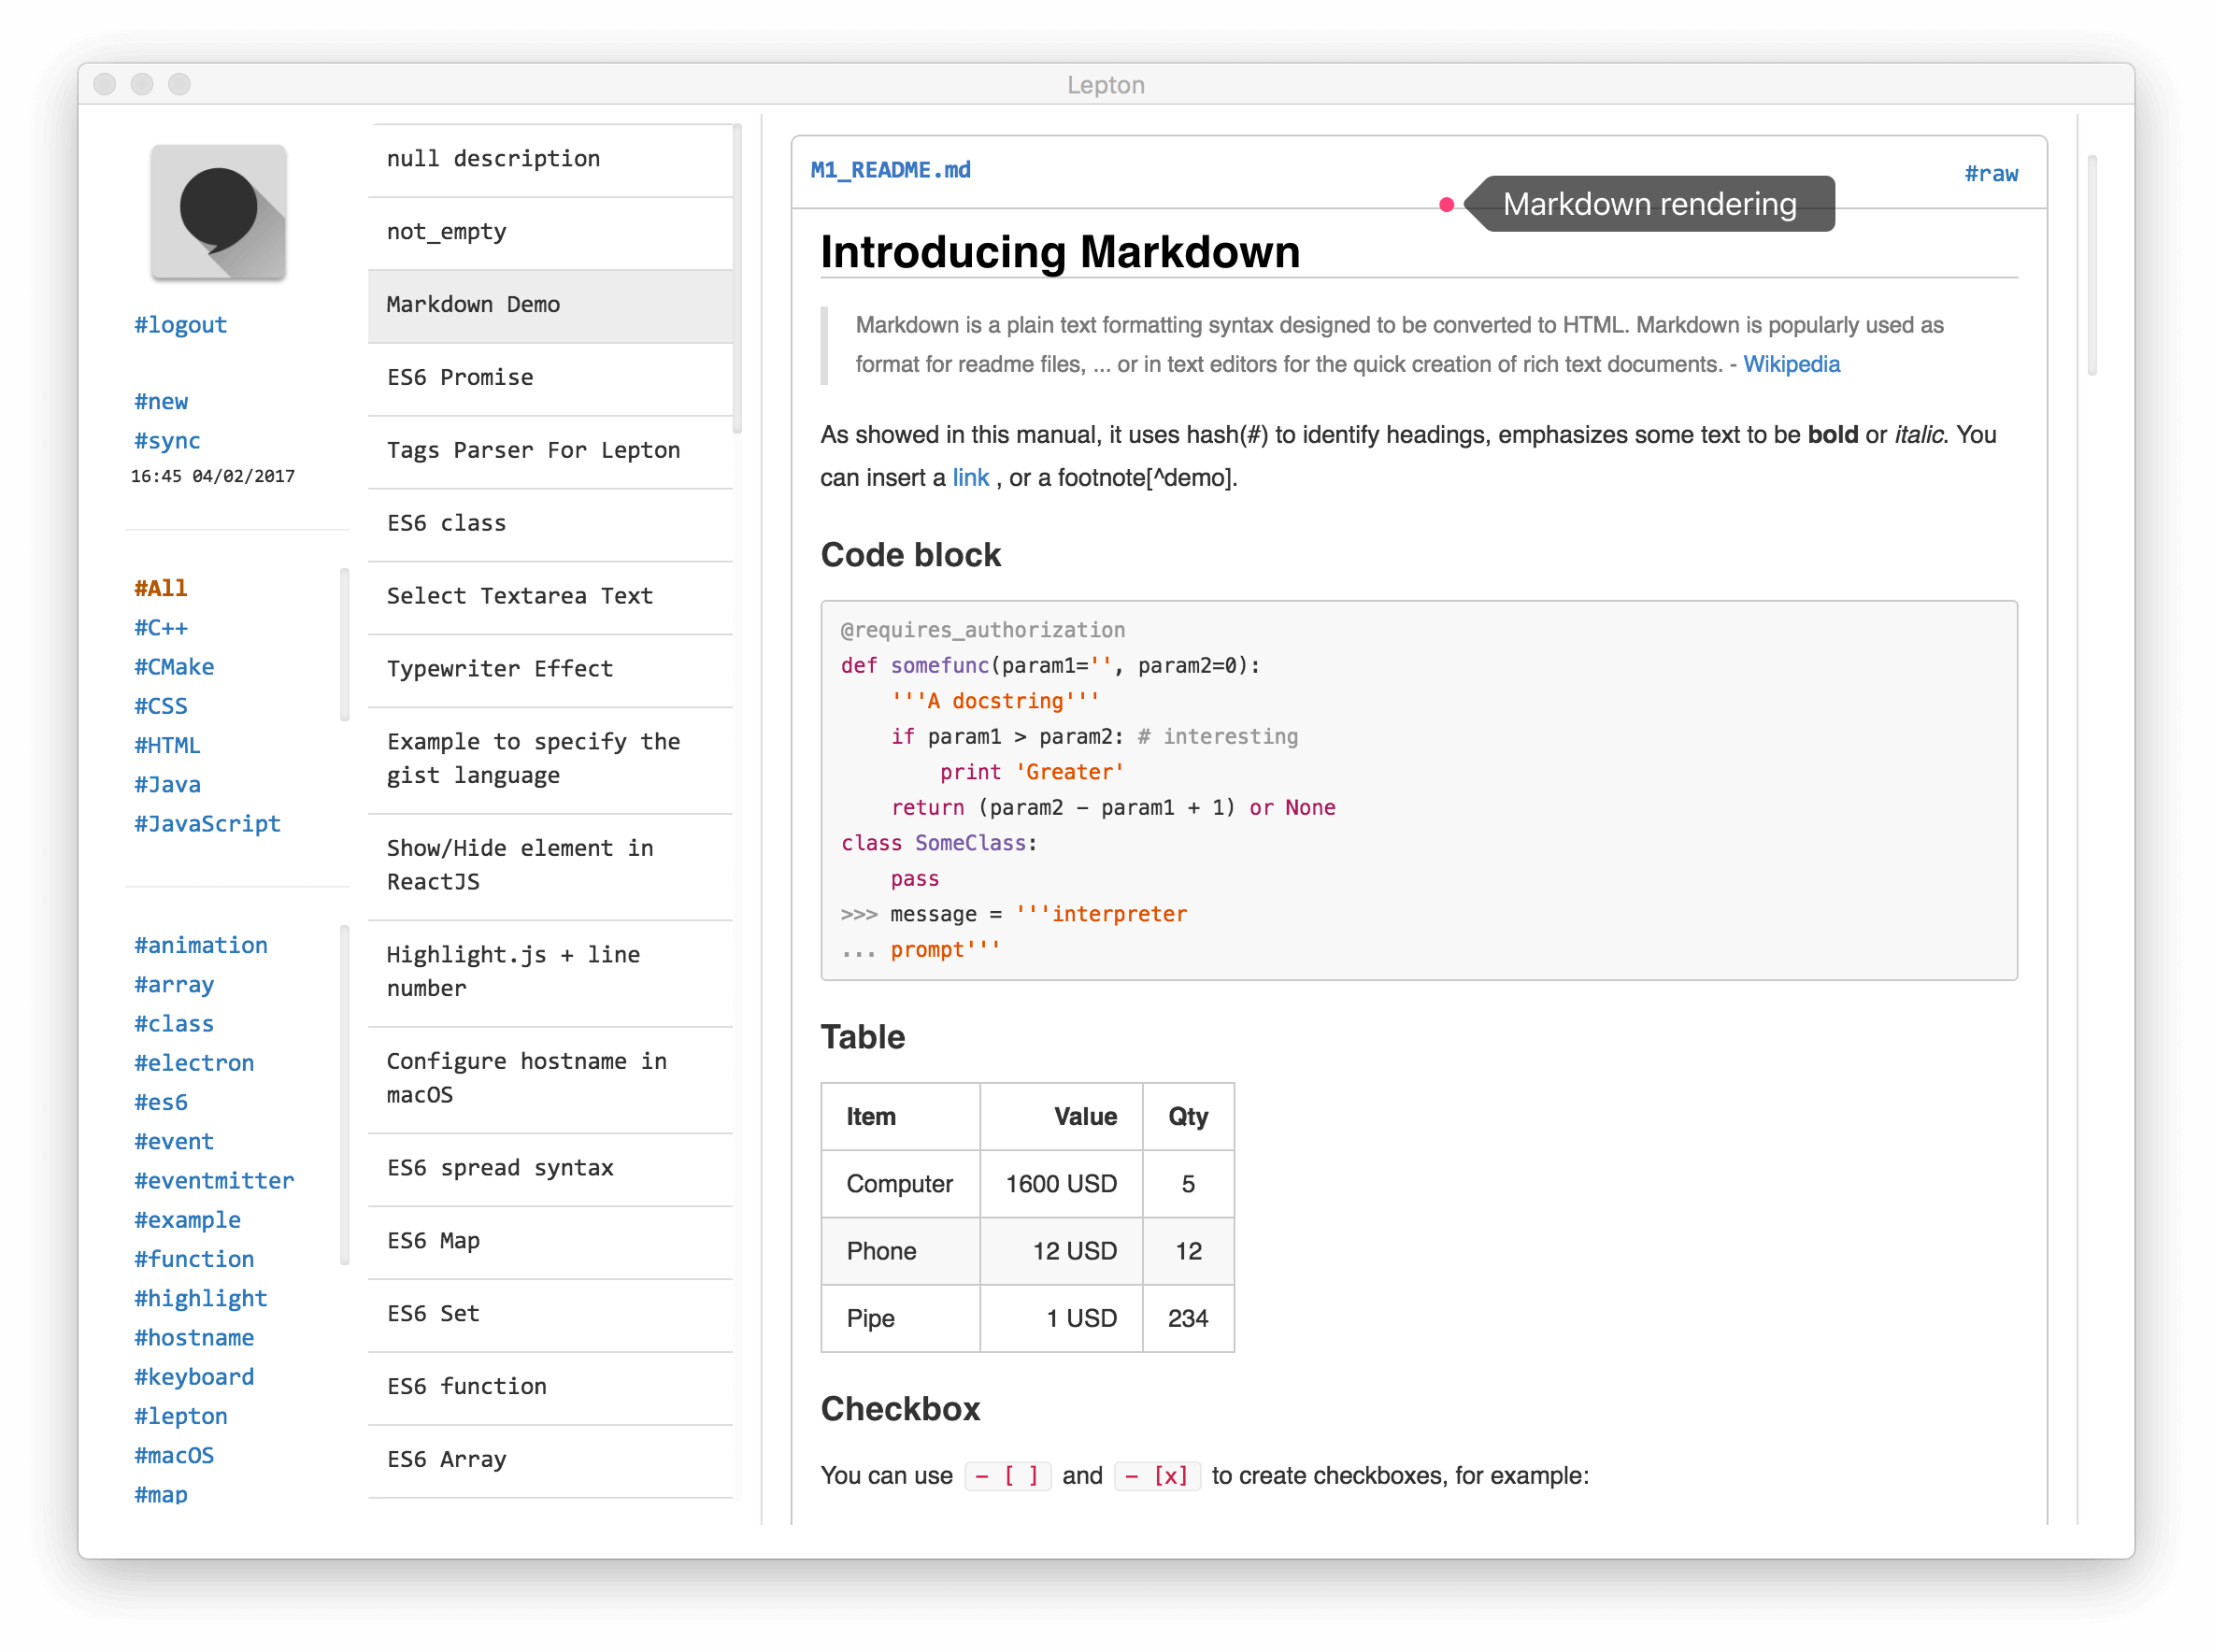 Lepton
#logout
#new
#sync
16:45 04/02/2017
#All
#C++
#CMake
#CSS
#HTML
#Java
#JavaScript
#animation
#array
#class
#electron
#es6
#event
#eventmitter
#example
#function
#highlight
#hostname
#keyboard
#lepton
#macOS
#map
null description
not_empty
Markdown Demo
ES6 Promise
Tags Parser For Lepton
ES6 class
Select Textarea Text
Typewriter Effect
Example to specify the
gist language
Show/Hide element in
ReactJS
Highlight.js + line
number
Configure hostname in
macOS
ES6 spread syntax
ES6 Map
ES6 Set
ES6 function
ES6 Array
M1_README.md
#raw
Markdown rendering
Introducing Markdown
Markdown is a plain text formatting syntax designed to be converted to HTML. Markdown is popularly used as
format for readme files, ... or in text editors for the quick creation of rich text documents. - Wikipedia
As showed in this manual, it uses hash(#) to identify headings, emphasizes some text to be bold or italic. You
can insert a link , or a footnote[^demo].
Code block
@requires_authorization
def somefunc(param1='', param2=0):
    '''A docstring'''
    if param1 > param2: # interesting
        print 'Greater'
    return (param2 - param1 + 1) or None
class SomeClass:
    pass
>>> message = '''interpreter
... prompt'''
Table
Item Value Qty
Computer 1600 USD 5
Phone 12 USD 12
Pipe 1 USD 234
Checkbox
You can use - [ ] and - [x] to create checkboxes, for example: